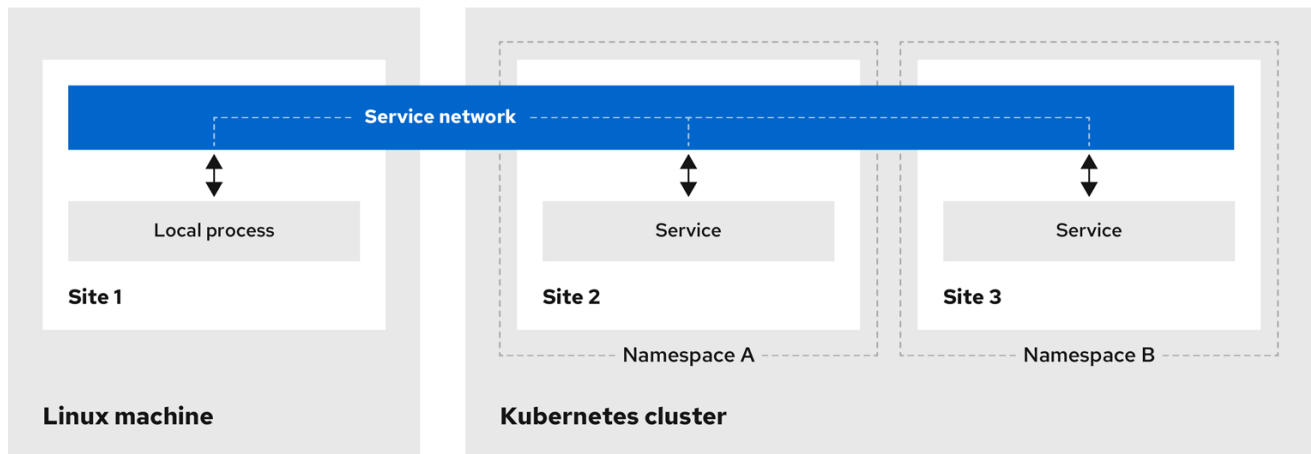 Service network
Local process
Service
Service
Site 1
Site 2
Site 3
Namespace A
Namespace B
Linux machine
Kubernetes cluster